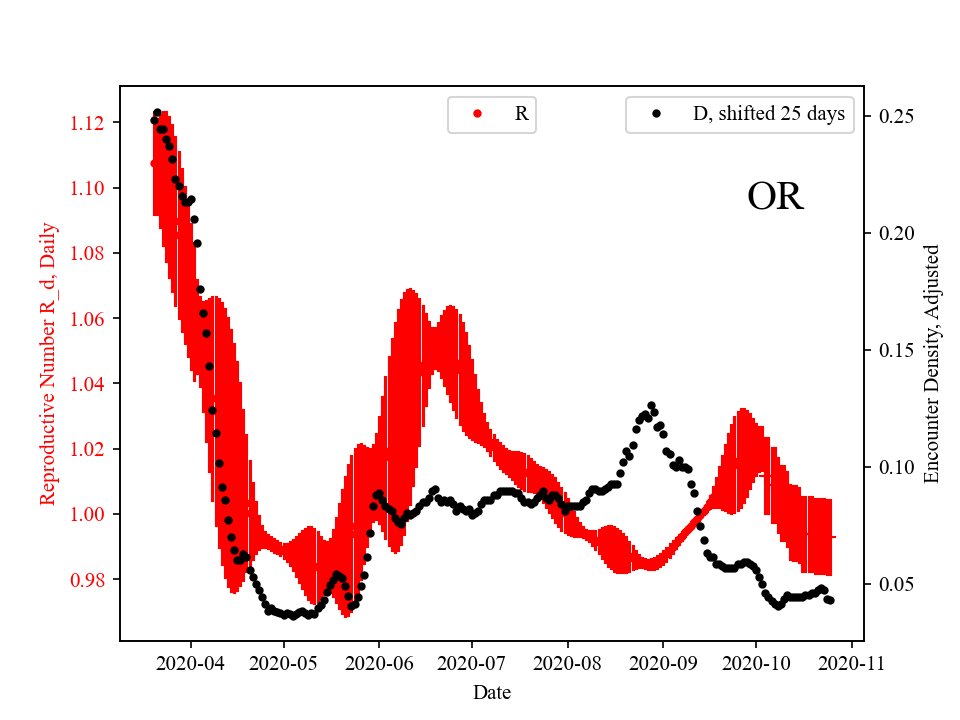 R
D, shifted 25 days
OR
Reproductive Number R_d, Daily
1.12
1.10
1.08
1.06
1.04
1.02
1.00
0.98
0.25
0.20
0.15
0.10
0.05
Encounter Density, Adjusted
2020-04 2020-05 2020-06 2020-07 2020-08 2020-09 2020-10 2020-11
Date